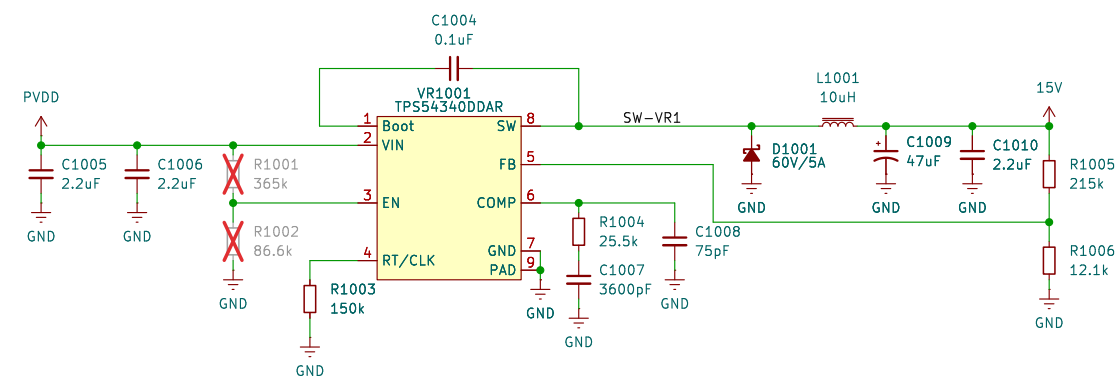 C1004
0.1uF
PVDD
VR1001
TPS54340DDAR
L1001
10uH
15V
1
Boot
SW
8
SW-VR1
2
VIN
C1005
2.2uF
C1006
2.2uF
R1001
365k
FB
5
D1001
60V/5A
C1009
47uF
C1010
2.2uF
R1005
215k
3
EN
COMP
6
GND
GND
R1002
86.6k
GND
GND
GND
R1004
25.5k
C1008
75pF
4
RT/CLK
GND
7
PAD
9
R1006
12.1k
GND
R1003
150k
C1007
3600pF
GND
GND
GND
GND
GND
GND